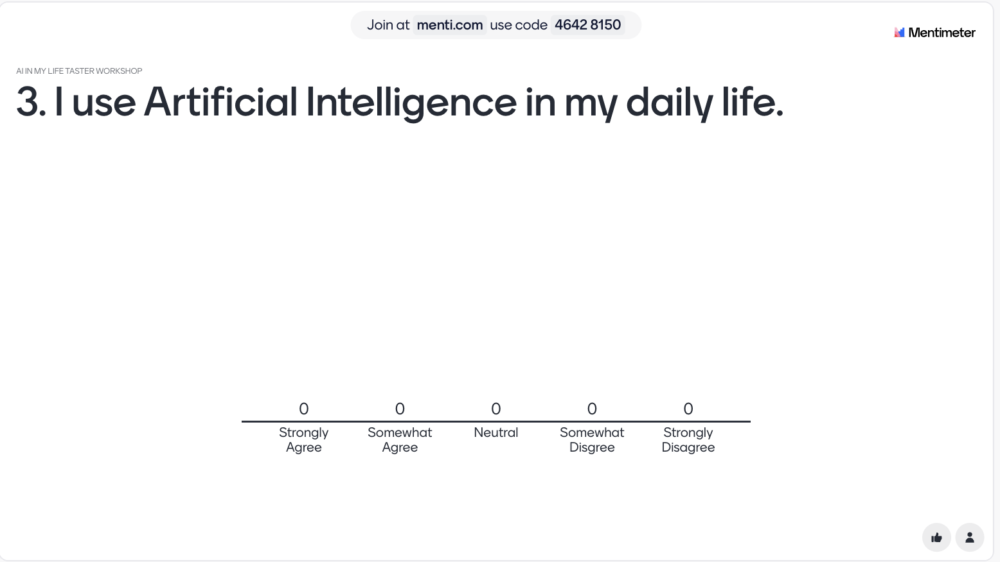 Join at menti.com use code 4642 8150
Mentimeter
AI IN MY LIFE TASTER WORKSHOP
3. I use Artificial Intelligence in my daily life.
0 0 0 0 0
Strongly Somewhat Neutral Somewhat Strongly
Agree Agree Disgree Disagree